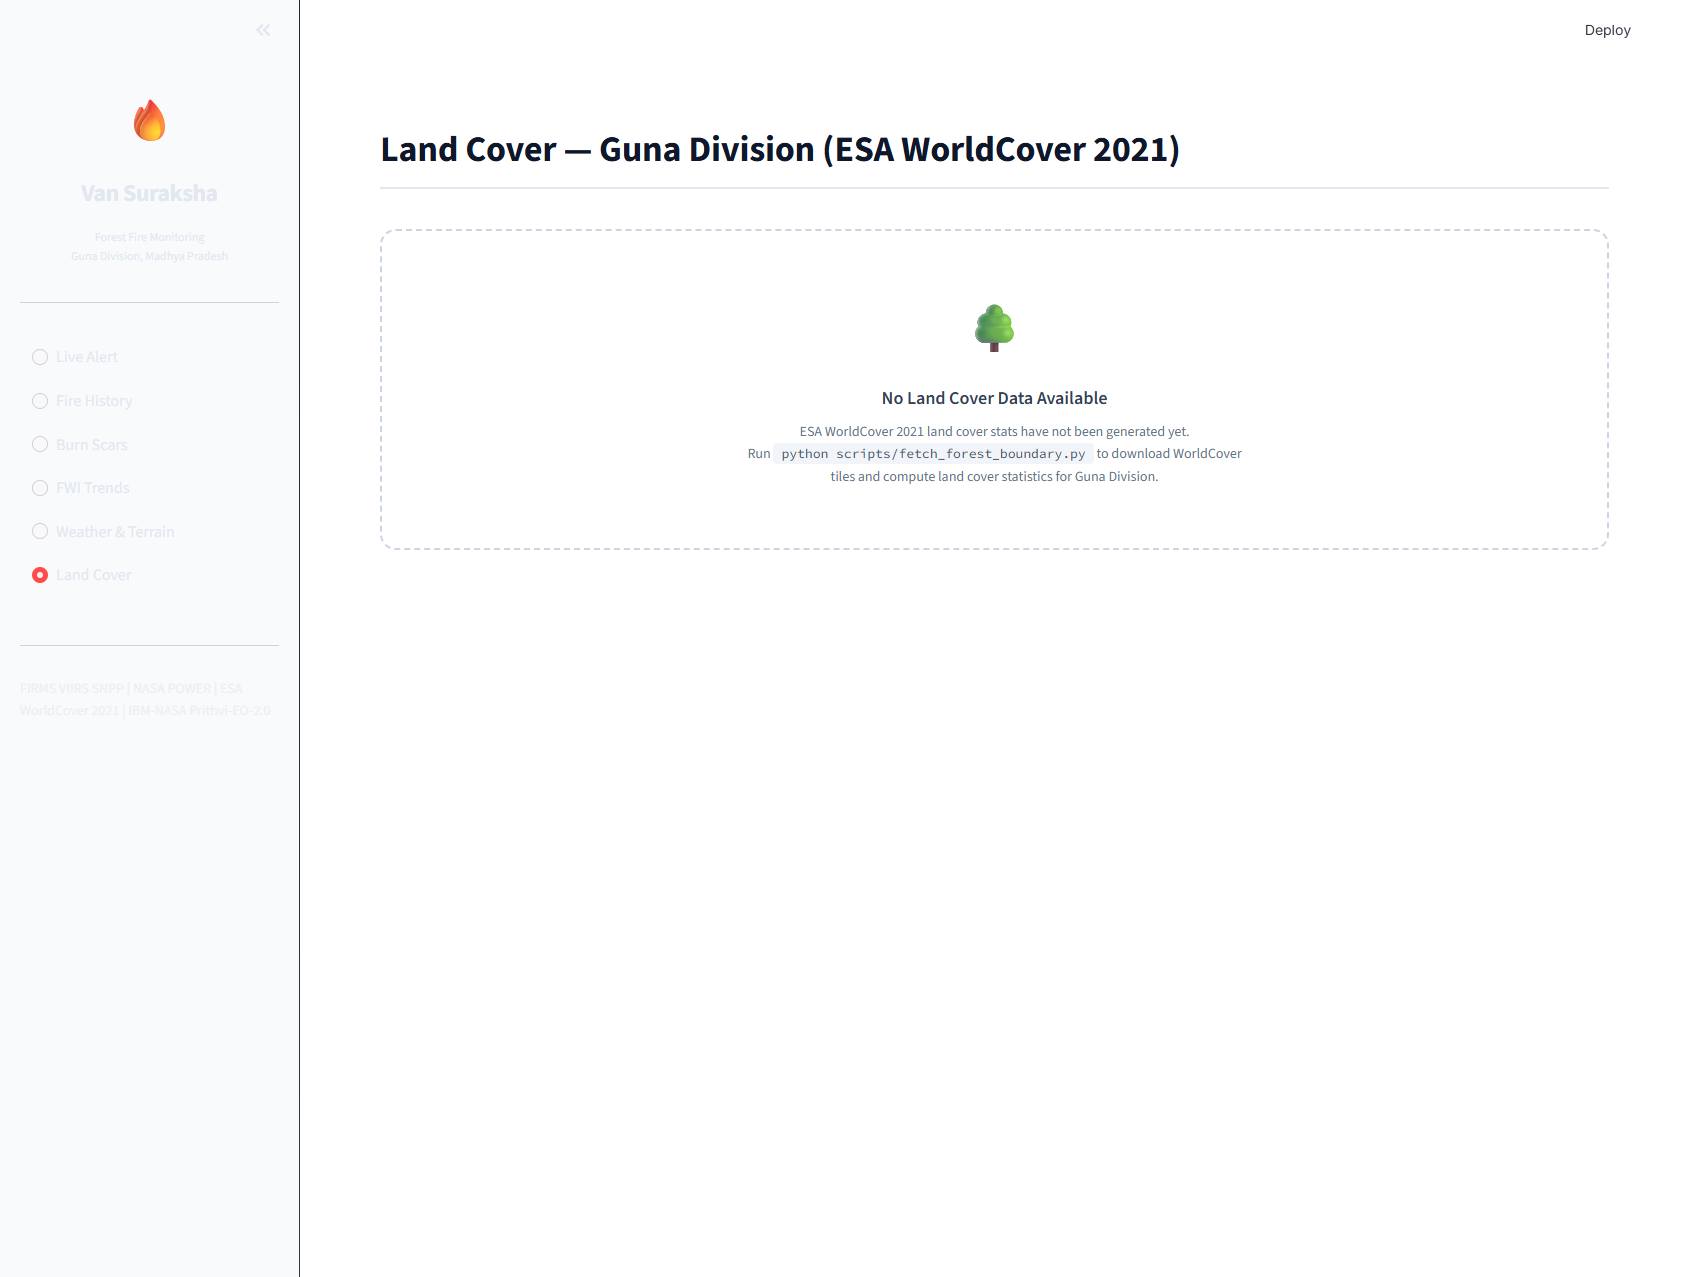 Deploy
Van Suraksha
Forest Fire Monitoring
Guna Division, Madhya Pradesh
Live Alert
Fire History
Burn Scars
FWI Trends
Weather & Terrain
Land Cover
FIRMS VIIRS SNPP | NASA POWER | ESA
WorldCover 2021 | IBM-NASA Prithvi-EO-2.0
Land Cover — Guna Division (ESA WorldCover 2021)
No Land Cover Data Available
ESA WorldCover 2021 land cover stats have not been generated yet.
Run python scripts/fetch_forest_boundary.py to download WorldCover
tiles and compute land cover statistics for Guna Division.